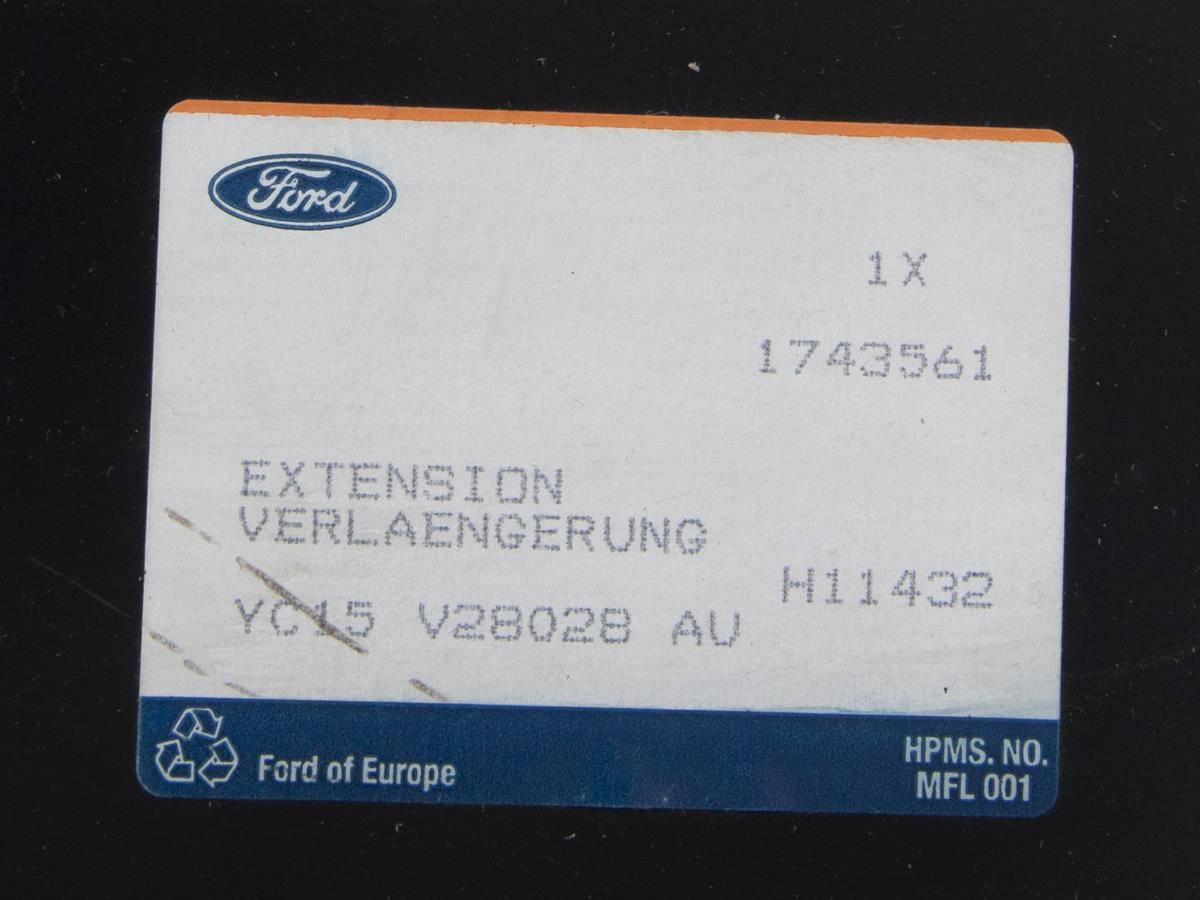 Ford
1X
1743561
EXTENSION
VERLAENGERUNG
H11432
YC15 V28028 AU
Ford of Europe
HPMS. NO.
MFL 001